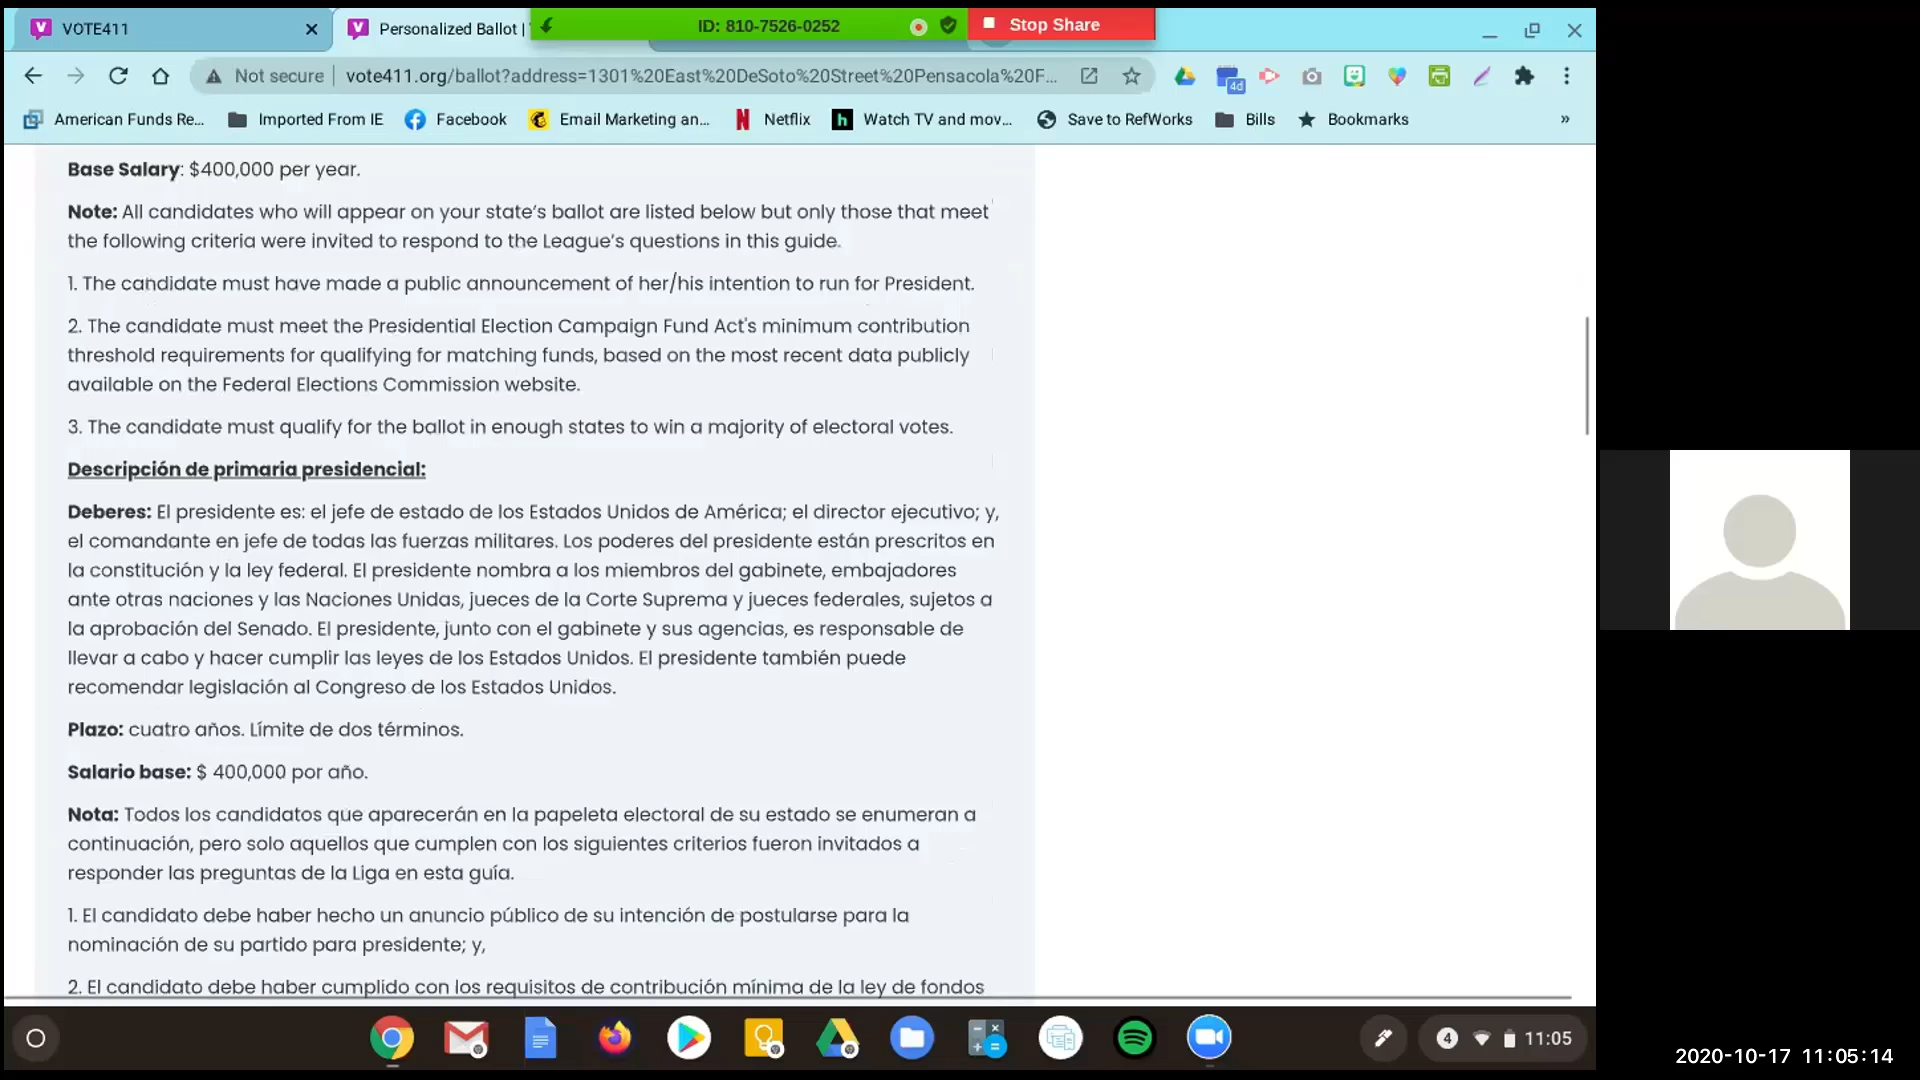 VOTE411
Personalized Ballot |
ID: 810-7526-0252
Stop Share
Not secure
vote411.org/ballot?address=1301%20East%20DeSoto%20Street%20Pensacola%20F...
4d
American Funds Re...
Imported From IE
Facebook
Email Marketing an...
Netflix
Watch TV and mov...
Save to RefWorks
Bills
Bookmarks
»
Base Salary: $400,000 per year.
Note: All candidates who will appear on your state's ballot are listed below but only those that meet
the following criteria were invited to respond to the League's questions in this guide.
1. The candidate must have made a public announcement of her/his intention to run for President.
2. The candidate must meet the Presidential Election Campaign Fund Act's minimum contribution
threshold requirements for qualifying for matching funds, based on the most recent data publicly
available on the Federal Elections Commission website.
3. The candidate must qualify for the ballot in enough states to win a majority of electoral votes.
Descripción de primaria presidencial:
Deberes: El presidente es: el jefe de estado de los Estados Unidos de América; el director ejecutivo; y,
el comandante en jefe de todas las fuerzas militares. Los poderes del presidente están prescritos en
la constitución y la ley federal. El presidente nombra a los miembros del gabinete, embajadores
ante otras naciones y las Naciones Unidas, jueces de la Corte Suprema y jueces federales, sujetos a
la aprobación del Senado. El presidente, junto con el gabinete y sus agencias, es responsable de
llevar a cabo y hacer cumplir las leyes de los Estados Unidos. El presidente también puede
recomendar legislación al Congreso de los Estados Unidos.
Plazo: cuatro años. Límite de dos términos.
Salario base: $ 400,000 por año.
Nota: Todos los candidatos que aparecerán en la papeleta electoral de su estado se enumeran a
continuación, pero solo aquellos que cumplen con los siguientes criterios fueron invitados a
responder las preguntas de la Liga en esta guía.
1. El candidato debe haber hecho un anuncio público de su intención de postularse para la
nominación de su partido para presidente; y,
2. El candidato debe haber cumplido con los requisitos de contribución mínima de la ley de fondos
4
11:05
2020-10-17 11:05:14